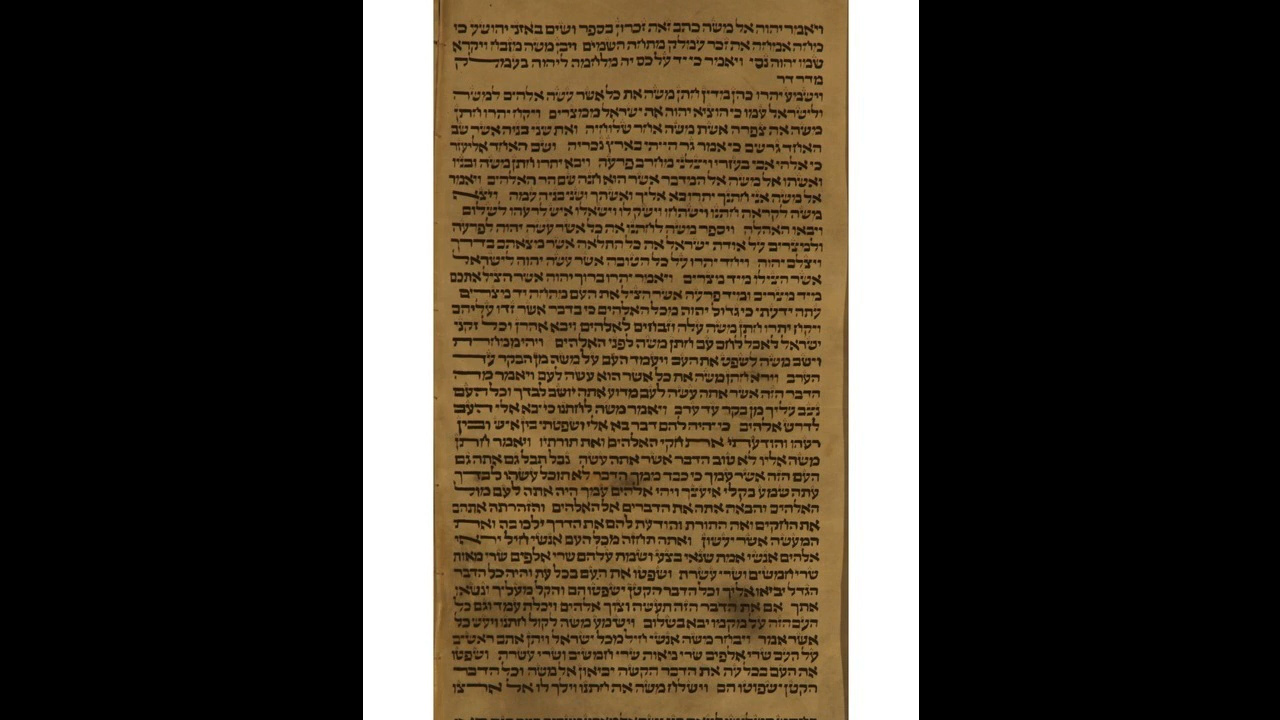 ויאמר יהוה אל משה כתב זאת זכרון בספר ושים באזני יהושע כי
מחה אמחה את זכר עמלק מתחת השמים ויבן משה מזבח ויקרא
שמו יהוה נסי ויאמר כי יד על כס יה מלחמה ליהוה בעמלק
מדר דר
וישמע יתרו כהן מדין חתן משה את כל אשר עשה אלהים למשה
ולישראל עמו כי הוציא יהוה את ישראל ממצרים ויקח יתרו חתן
משה את צפרה אשת משה אחר שלוחיה ואת שני בניה אשר שם
האחד גרשם כי אמר גר הייתי בארץ נכריה ושם האחד אליעזר
כי אלהי אבי בעזרי ויצלני מחרב פרעה ויבא יתרו חתן משה ובניו
ואשתו אל משה אל המדבר אשר הוא חנה שם הר האלהים ויאמר
אל משה אני חתנך יתרו בא אליך ואשתך ושני בניה עמה ויצא
משה לקראת חתנו וישתחו וישק לו וישאלו איש לרעהו לשלום
ויבאו האהלה ויספר משה לחתנו את כל אשר עשה יהוה לפרעה
ולמצרים על אודת ישראל את כל התלאה אשר מצאתם בדרך
ויצלם יהוה ויחד יתרו על כל הטובה אשר עשה יהוה לישראל
אשר הצילו מיד מצרים ויאמר יתרו ברוך יהוה אשר הציל אתכם
מיד מצרים ומיד פרעה אשר הציל את העם מתחת יד מצרים
עתה ידעתי כי גדול יהוה מכל האלהים כי בדבר אשר זדו עליהם
ויקח יתרו חתן משה עלה וזבחים לאלהים ויבא אהרן וכל זקני
ישראל לאכל לחם עם חתן משה לפני האלהים ויהי ממחרת
וישב משה לשפט את העם ויעמד העם על משה מן הבקר עד
הערב וירא חתן משה את כל אשר הוא עשה לעם ויאמר מה
הדבר הזה אשר אתה עשה לעם מדוע אתה יושב לבדך וכל העם
נצב עליך מן בקר עד ערב ויאמר משה לחתנו כי יבא אלי העם
לדרש אלהים כי יהיה להם דבר בא אלי ושפטתי בין איש ובין
רעהו והודעתי את חקי האלהים ואת תורתיו ויאמר חתן
משה אליו לא טוב הדבר אשר אתה עשה נבל תבל גם אתה גם
העם הזה אשר עמך כי כבד ממך הדבר לא תוכל עשהו לבדך
עתה שמע בקלי איעצך ויהי אלהים עמך היה אתה לעם מול
האלהים והבאת אתה את הדברים אל האלהים והזהרתה אתהם
את החקים ואת התורת והודעת להם את הדרך ילכו בה ואת
המעשה אשר יעשון ואתה תחזה מכל העם אנשי חיל יראי
אלהים אנשי אמת שנאי בצע ושמת עלהם שרי אלפים שרי מאות
שרי חמשים ושרי עשרת ושפטו את העם בכל עת והיה כל הדבר
הגדל יביאו אליך וכל הדבר הקטן ישפטו הם והקל מעליך ונשאו
אתך אם את הדבר הזה תעשה וצוך אלהים ויכלת עמד וגם כל
העם הזה על מקמו יבא בשלום וישמע משה לקול חתנו ויעש כל
אשר אמר ויבחר משה אנשי חיל מכל ישראל ויתן אתם ראשים
על העם שרי אלפים שרי מאות שרי חמשים ושרי עשרת ושפטו
את העם בכל עת את הדבר הקשה יביאון אל משה וכל הדבר
הקטן ישפוטו הם וישלח משה את חתנו וילך לו אל ארצו